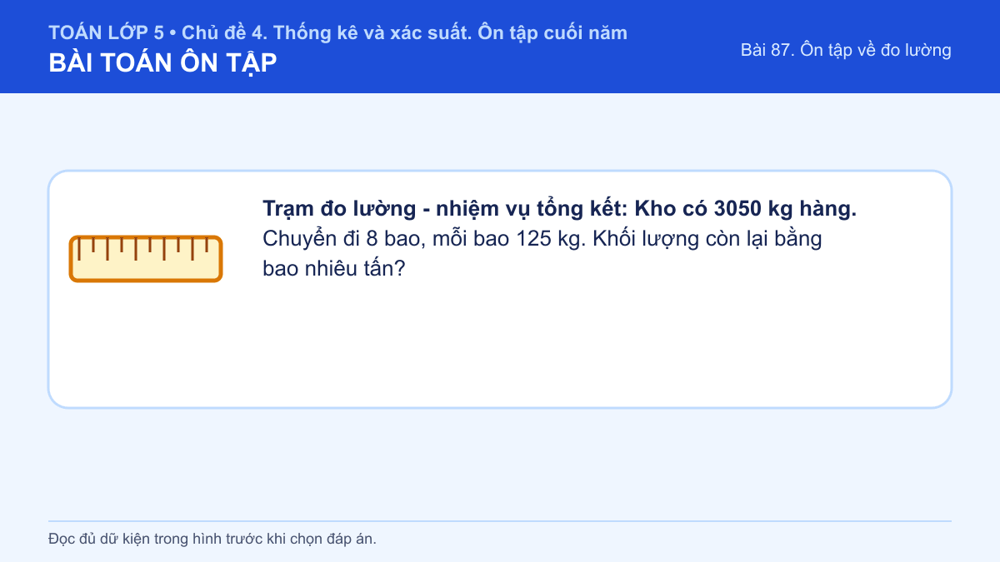 TOÁN LỚP 5 • Chủ đề 4. Thống kê và xác suất. Ôn tập cuối năm
BÀI TOÁN ÔN TẬP
Bài 87. Ôn tập về đo lường
Trạm đo lường - nhiệm vụ tổng kết: Kho có 3050 kg hàng.
Chuyển đi 8 bao, mỗi bao 125 kg. Khối lượng còn lại bằng
bao nhiêu tấn?
Đọc đủ dữ kiện trong hình trước khi chọn đáp án.